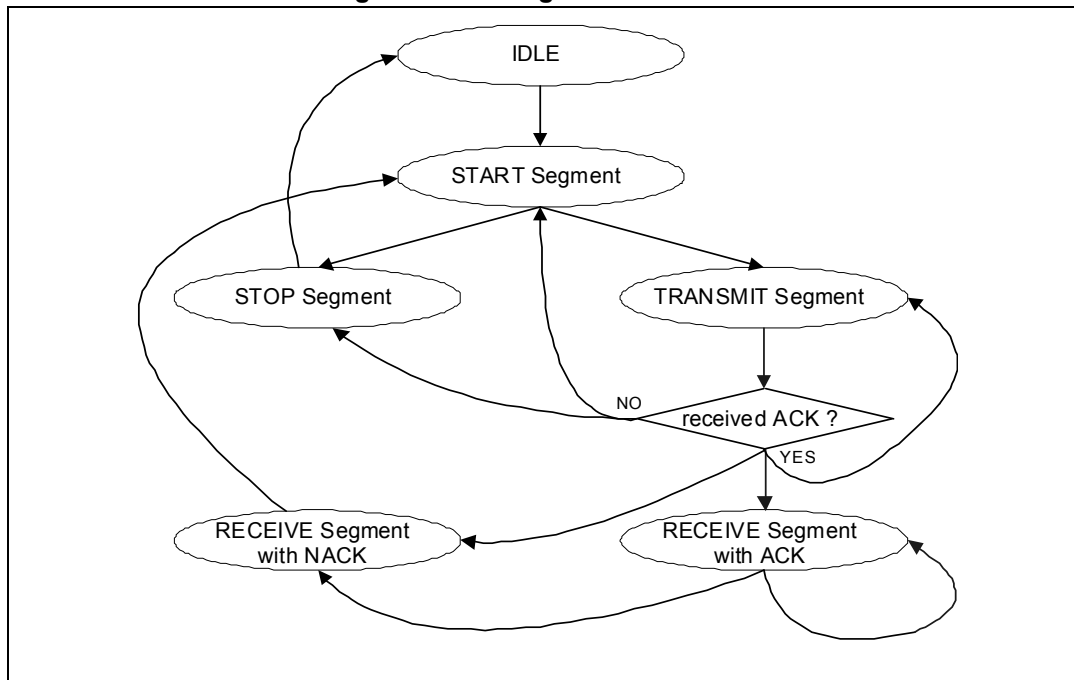 IDLE
START Segment
STOP Segment
TRANSMIT Segment
NO
received ACK ?
YES
RECEIVE Segment
with NACK
RECEIVE Segment
with ACK